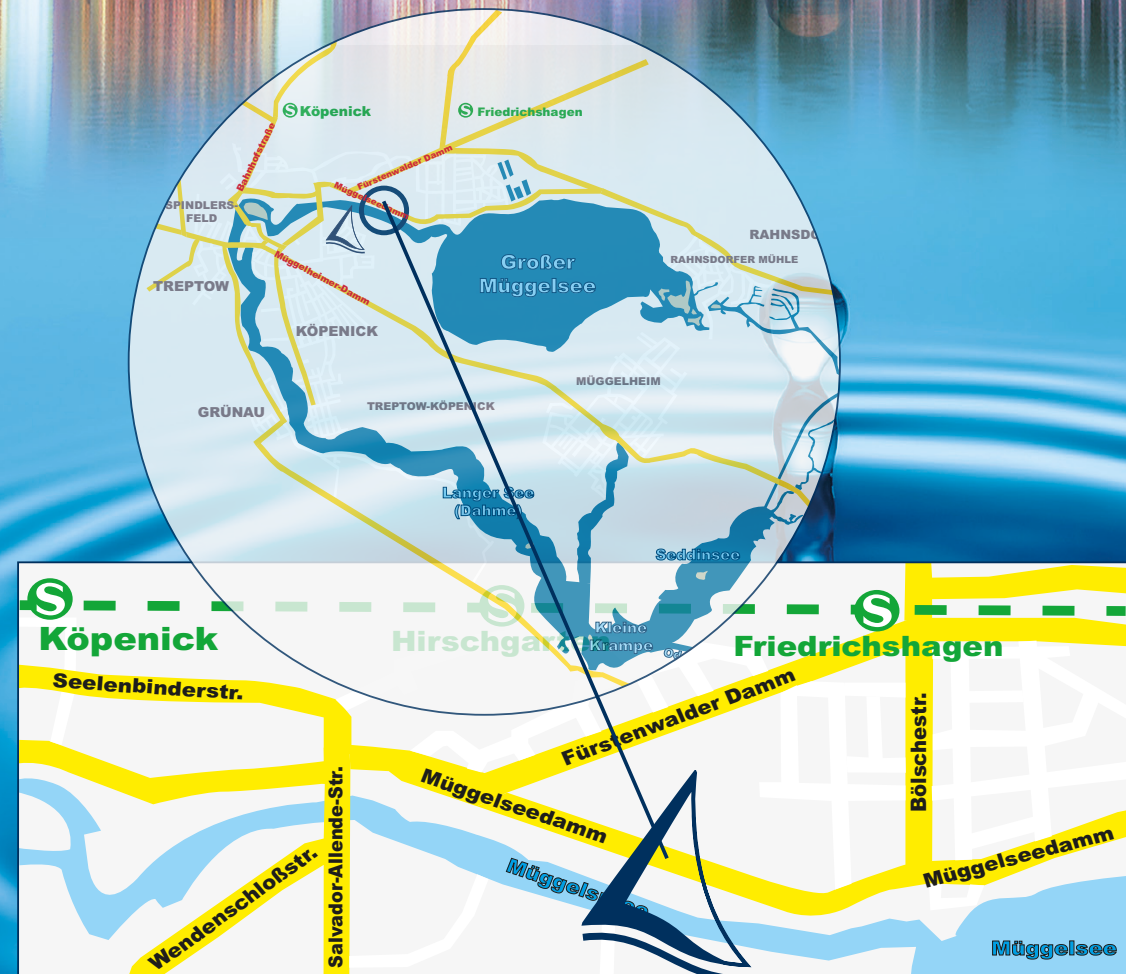 S Köpenick
S Friedrichshagen
Bahnhofstraße
Fürstenwalder Damm
Müggelseedamm
SPINDLERS-
FELD
RAHNSDO
RAHNSDORFER MÜHLE
Großer
Müggelsee
Müggelheimer-Damm
TREPTOW
KÖPENICK
MÜGGELHEIM
TREPTOW-KÖPENICK
GRÜNAU
Langer See
(Dahme)
Seddinsee
Kleine
Krampe
S
S
S
Köpenick
Hirschgarten
Friedrichshagen
Seelenbinderstr.
Fürstenwalder Damm
Bölschestr.
Müggelseedamm
Salvador-Allende-Str.
Wendenschloßstr.
Müggelseedamm
Müggelsee